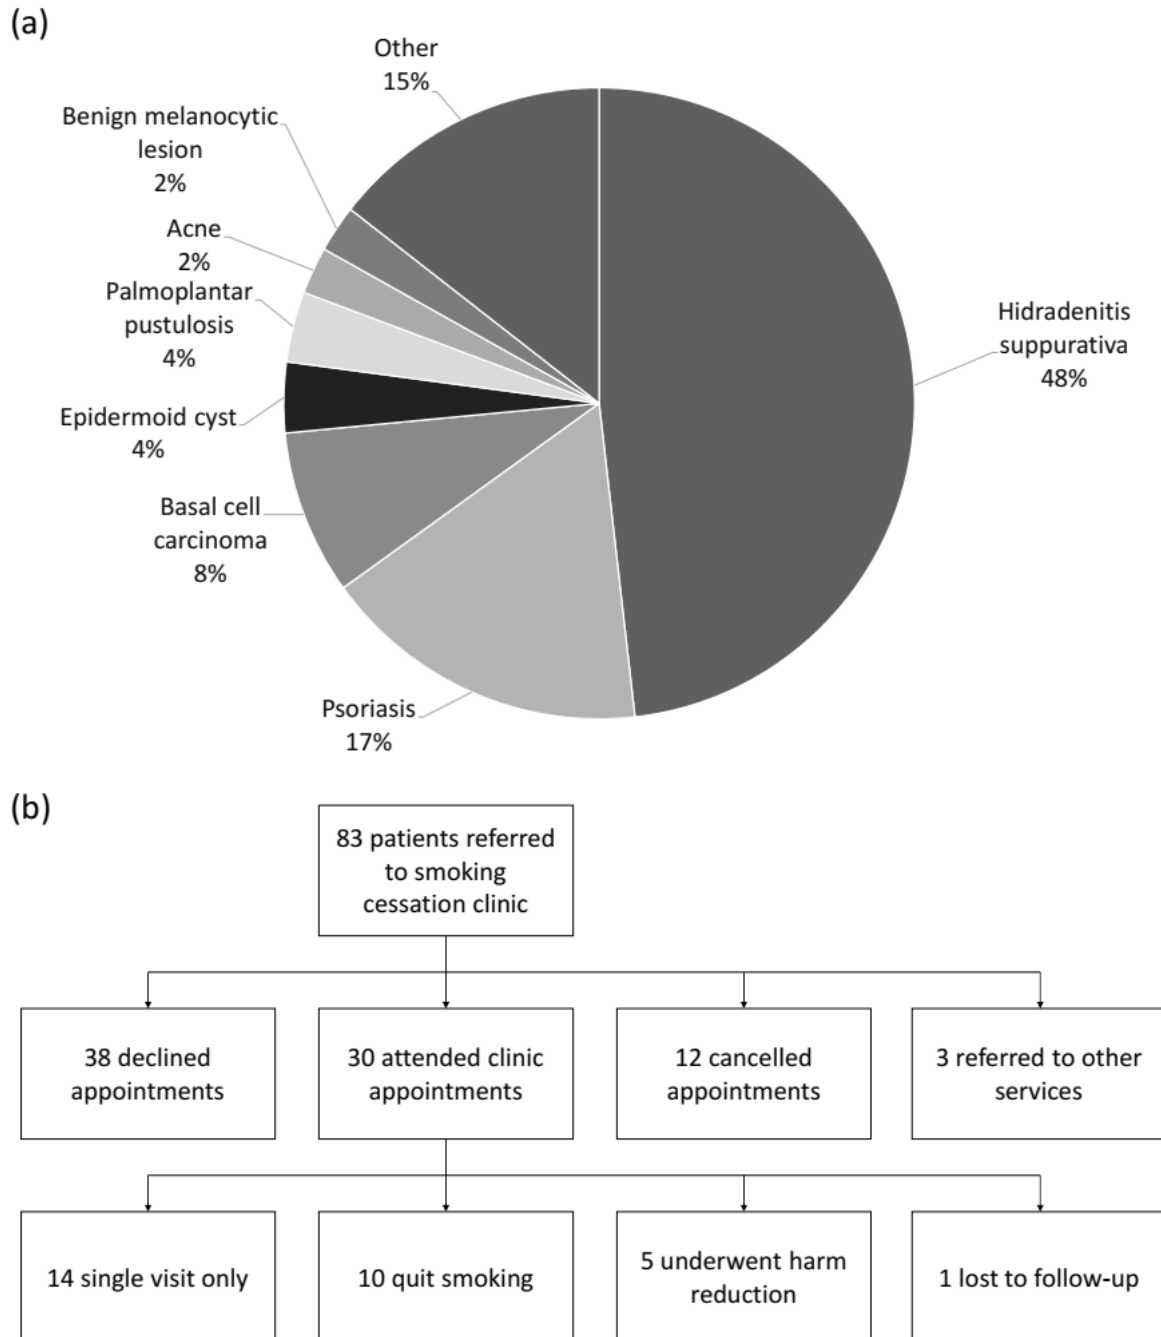 (a)
Other
15%
Benign melanocytic
lesion
2%
Acne
2%
Palmoplantar
pustulosis
4%
Epidermoid cyst
4%
Basal cell
carcinoma
8%
Psoriasis
17%
Hidradenitis
suppurativa
48%
(b)
83 patients referred
to smoking
cessation clinic
38 declined
appointments
30 attended clinic
appointments
12 cancelled
appointments
3 referred to other
services
14 single visit only
10 quit smoking
5 underwent harm
reduction
1 lost to follow-up